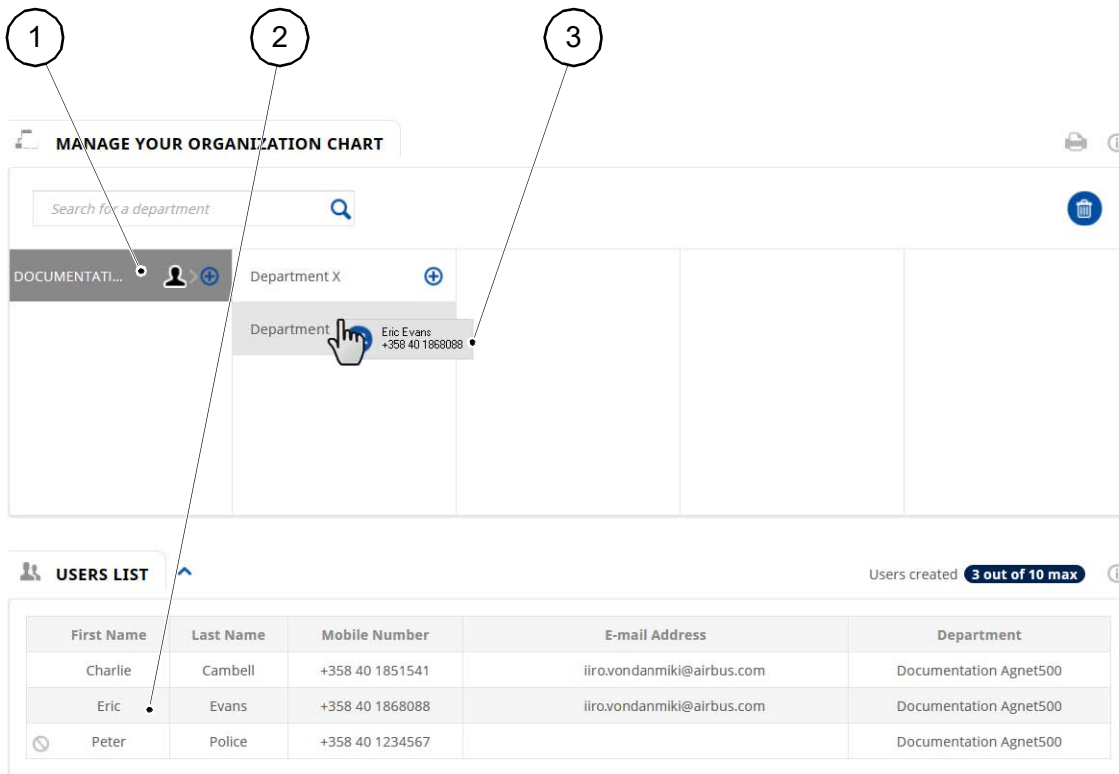 1 2 3
MANAGE YOUR ORGANIZATION CHART
Search for a department
DOCUMENTATI... Department X
Department
Eric Evans
+358 40 1868088
USERS LIST Users created 3 out of 10 max
First Name Last Name Mobile Number E-mail Address Department
Charlie Cambell +358 40 1851541 iiro.vondanmiki@airbus.com Documentation Agnet500
Eric Evans +358 40 1868088 iiro.vondanmiki@airbus.com Documentation Agnet500
Peter Police +358 40 1234567 Documentation Agnet500